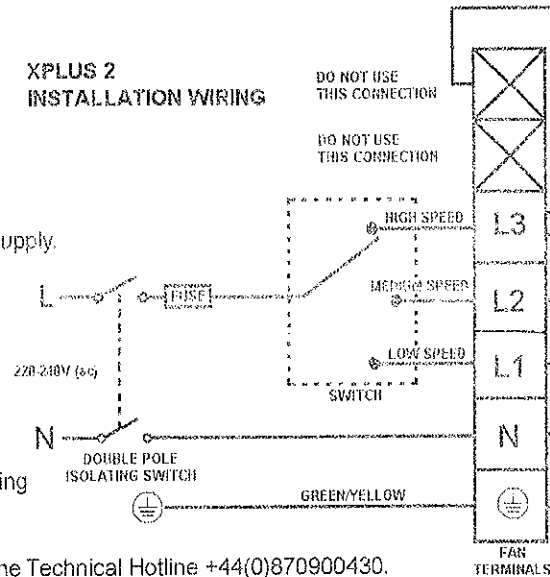 XPLUS 2
INSTALLATION WIRING
DO NOT USE
THIS CONNECTION
DO NOT USE
THIS CONNECTION
HIGH SPEED
L3
upply.
L
FUSE
MEDIUM SPEED
L2
220-240V (ac)
LOW SPEED
L1
SWITCH
N
N
DOUBLE POLE
ISOLATING SWITCH
ing
GREEN/YELLOW
FAN
TERMINALS
ne Technical Hotline +44(0)870900430.